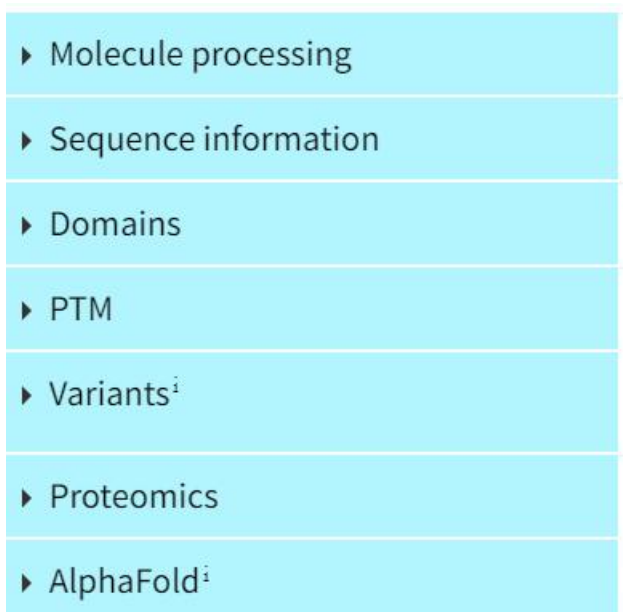 Molecule processing
Sequence information
Domains
PTM
Variants i
Proteomics
AlphaFold i